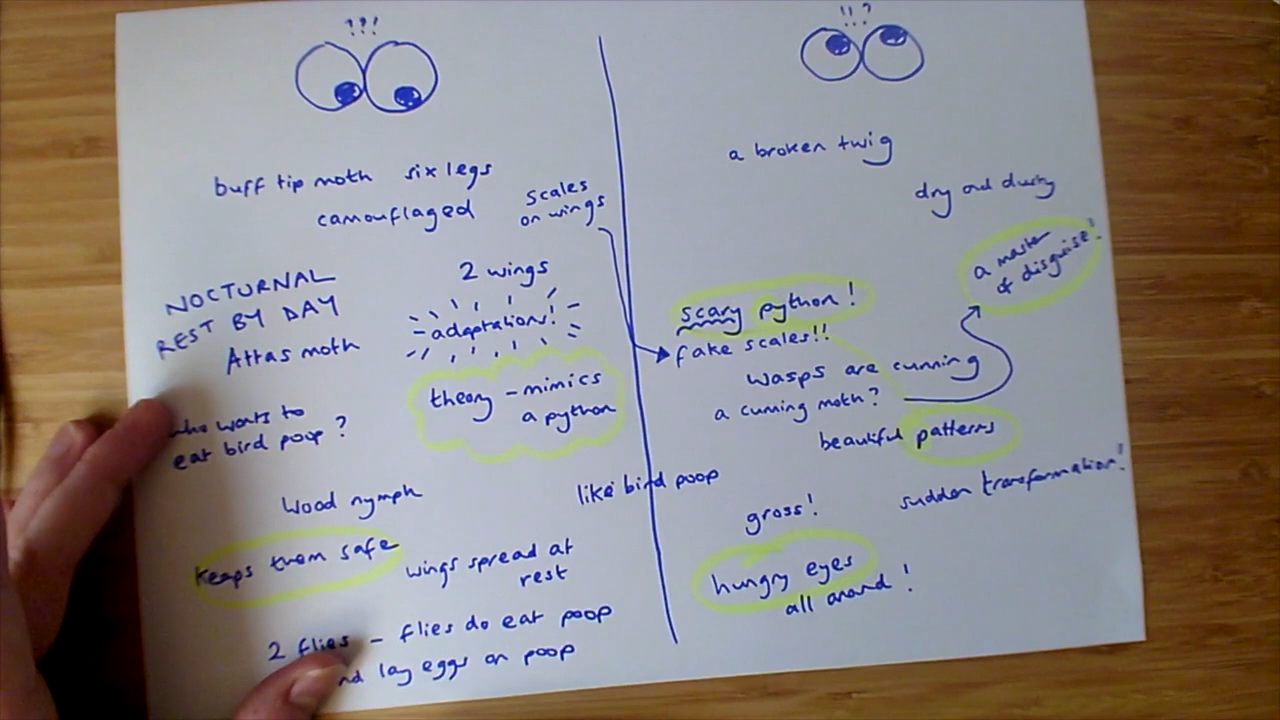 ???
buff tip moth six legs
camouflaged
scales
on wings
NOCTURNAL
REST BY DAY
2 wings
adaptations!
Attas moth
theory - mimics
a python
who wants to
eat bird poop?
Wood nymph
like bird poop
keeps them safe
wings spread at
rest
2 flies - flies do eat poop
lay eggs on poop
!!?
a broken twig
dry and dusty
a master
of disguise!
scary python!
fake scales!!
wasps are cunning
a cunning moth?
beautiful patterns
sudden transformation!
gross!
hungry eyes
all around!